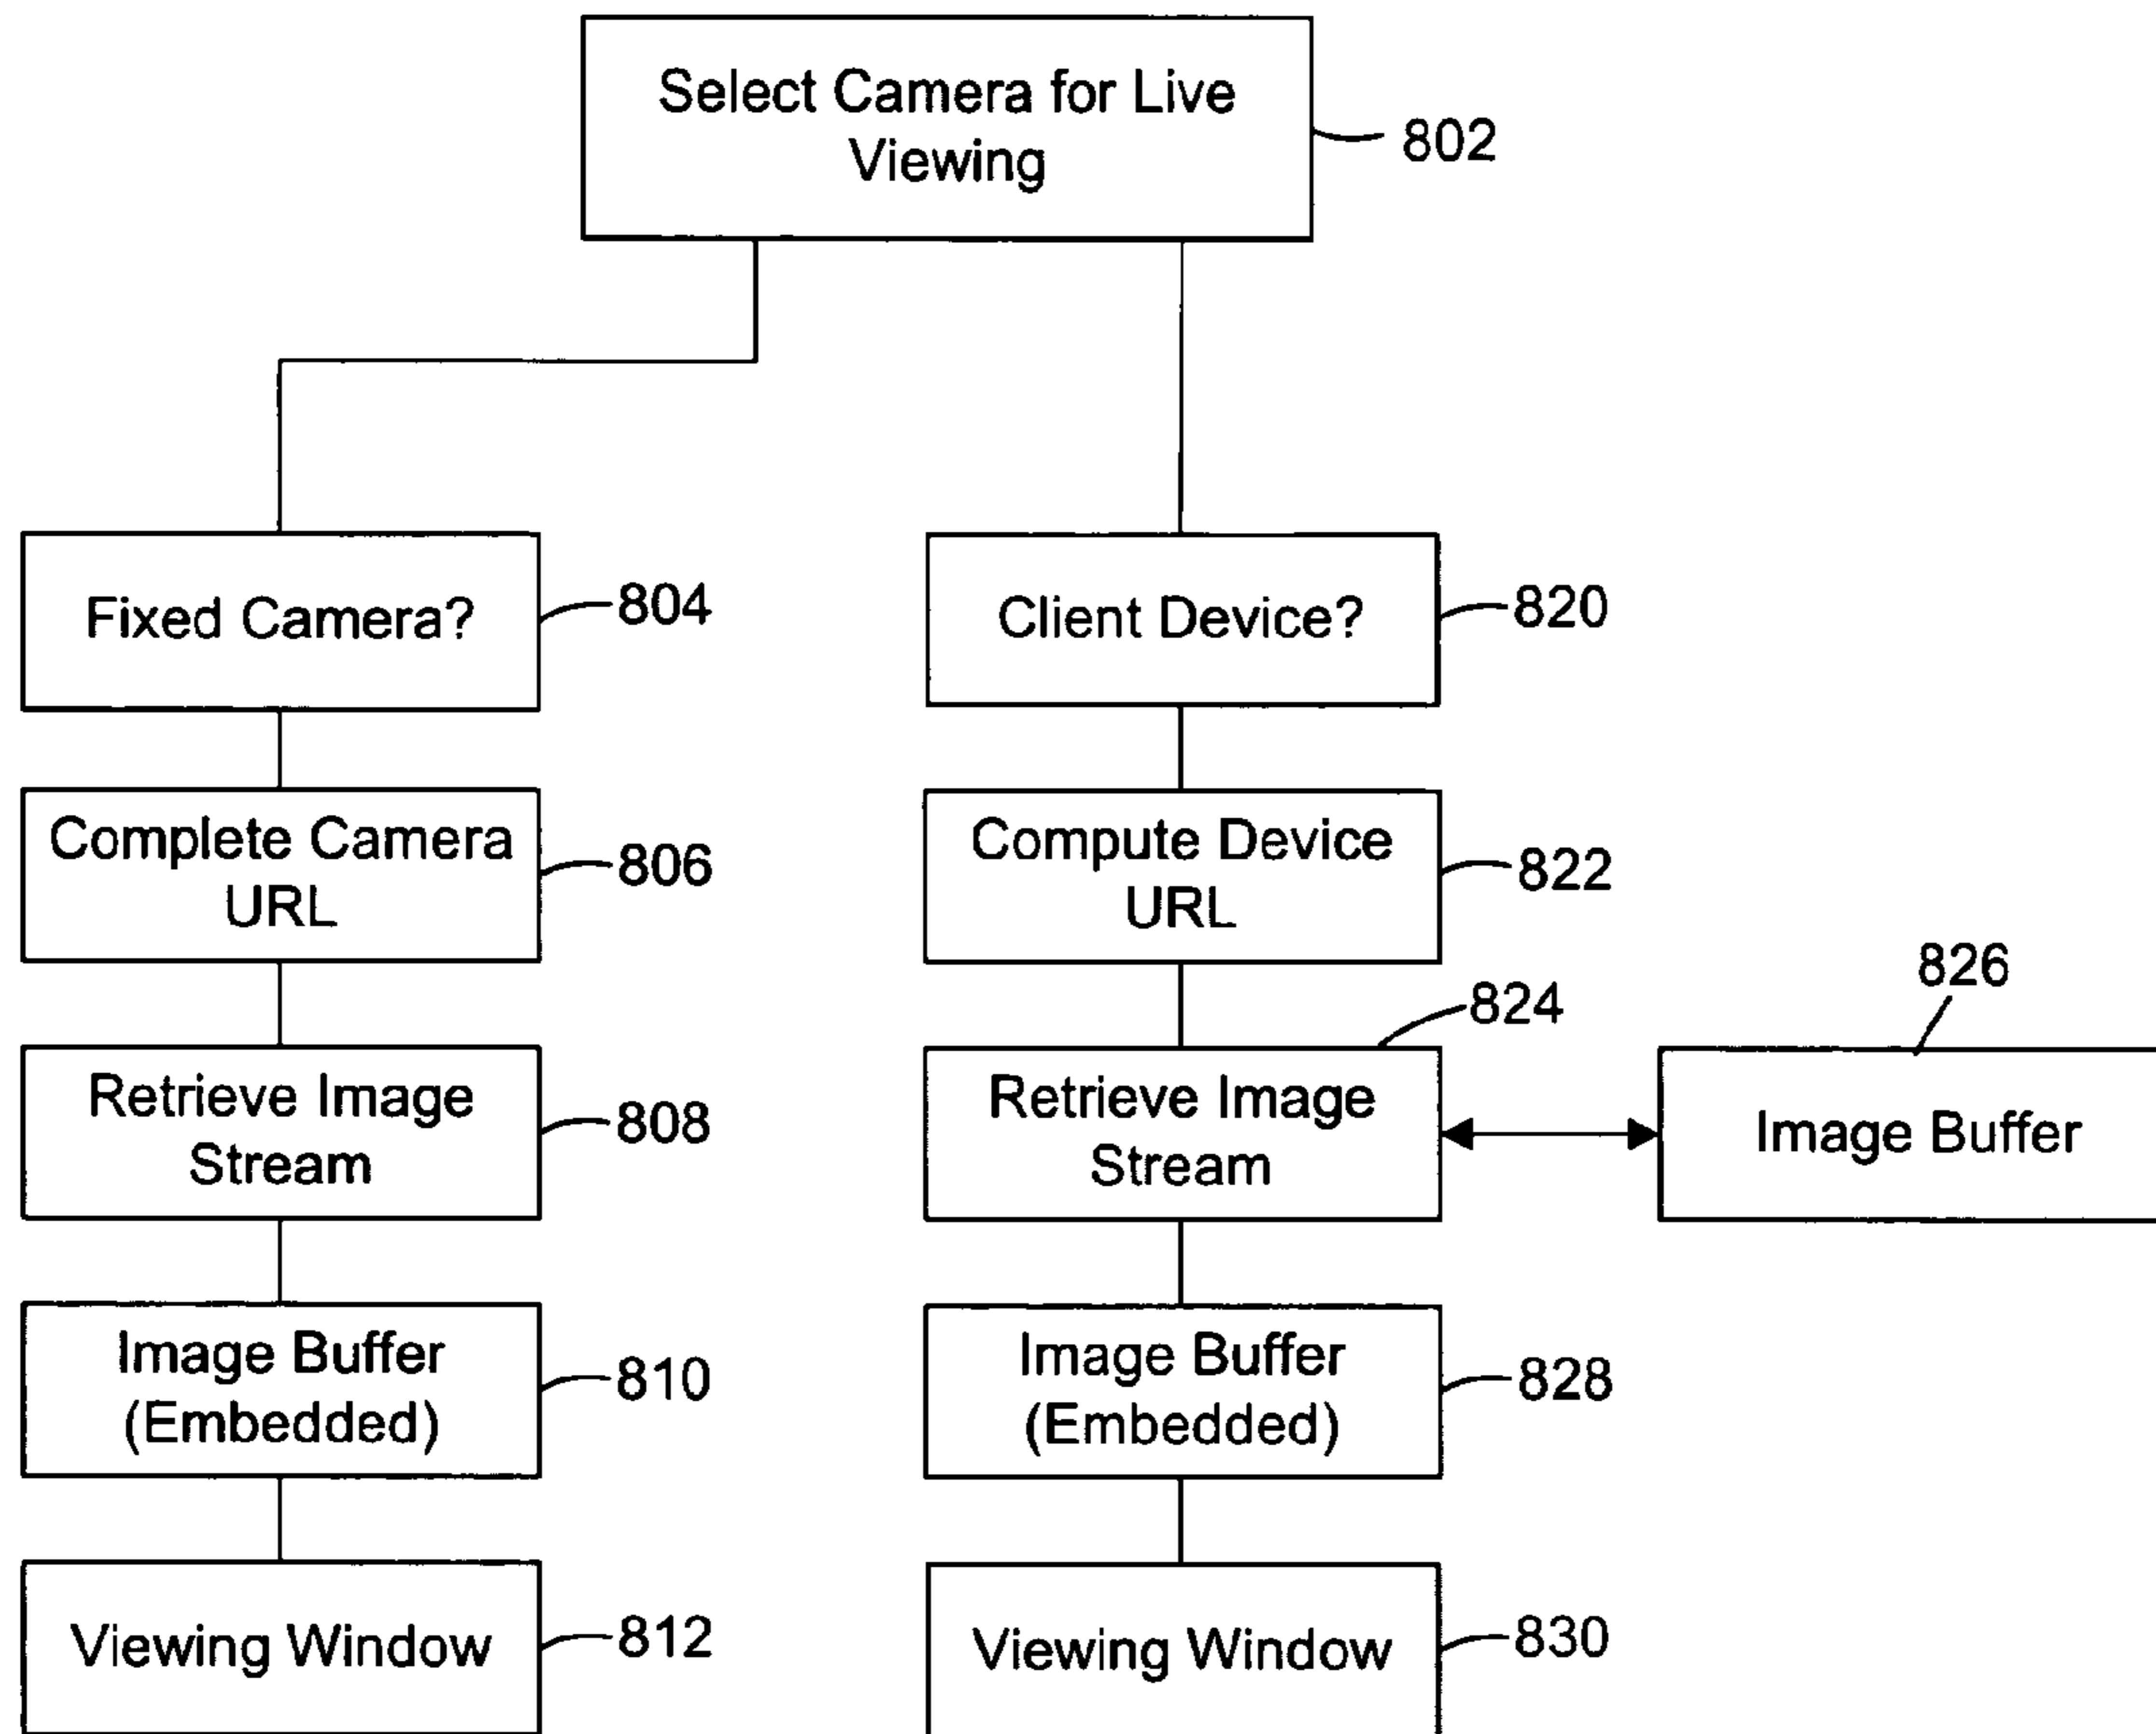 Select Camera for Live
Viewing
802
Fixed Camera?
804
Client Device?
820
Complete Camera
URL
806
Compute Device
URL
822
Retrieve Image
Stream
808
Retrieve Image
Stream
824
Image Buffer
826
Image Buffer
(Embedded)
810
Image Buffer
(Embedded)
828
Viewing Window
812
Viewing Window
830